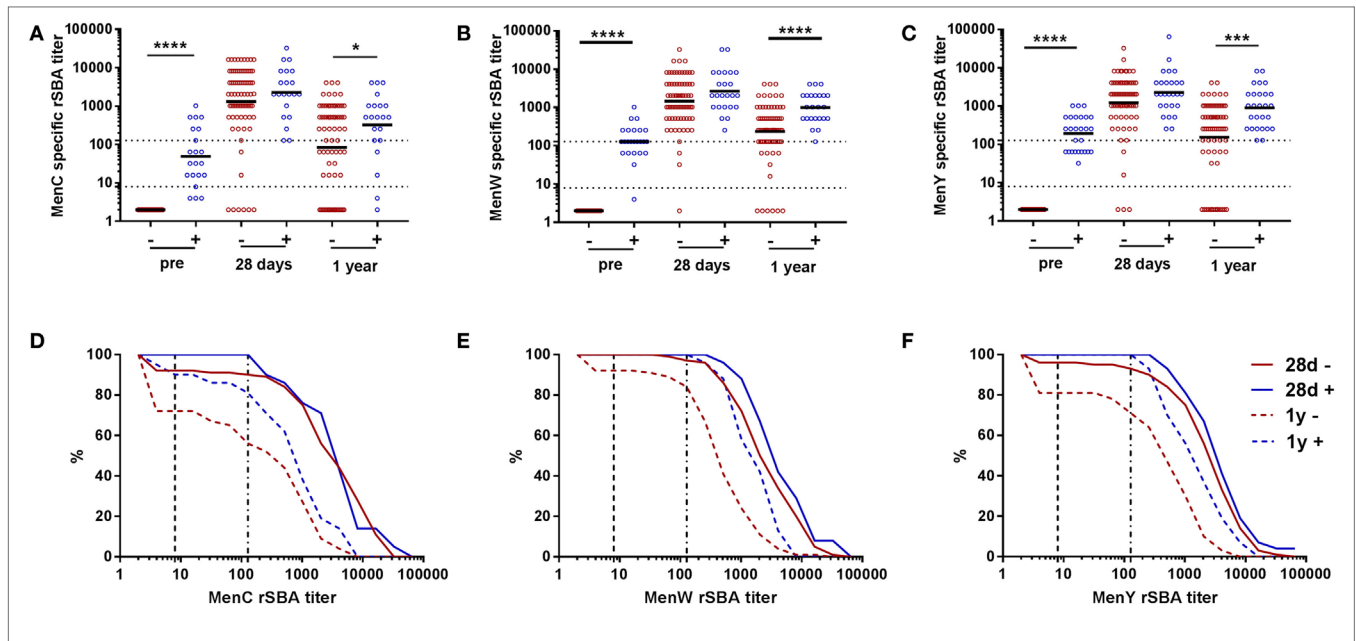 A
MenC specific rSBA titer
100000
10000
1000
100
10
1
****
*
- + - + - +
pre 28 days 1 year
B
MenW specific rSBA titer
100000
10000
1000
100
10
1
****
****
- + - + - +
pre 28 days 1 year
C
MenY specific rSBA titer
100000
10000
1000
100
10
1
****
***
- + - + - +
pre 28 days 1 year
D
%
100
80
60
40
20
0
1 10 100 1000 10000 100000
MenC rSBA titer
E
%
100
80
60
40
20
0
1 10 100 1000 10000 100000
MenW rSBA titer
F
%
100
80
60
40
20
0
1 10 100 1000 10000 100000
MenY rSBA titer
28d -
28d +
1y -
1y +